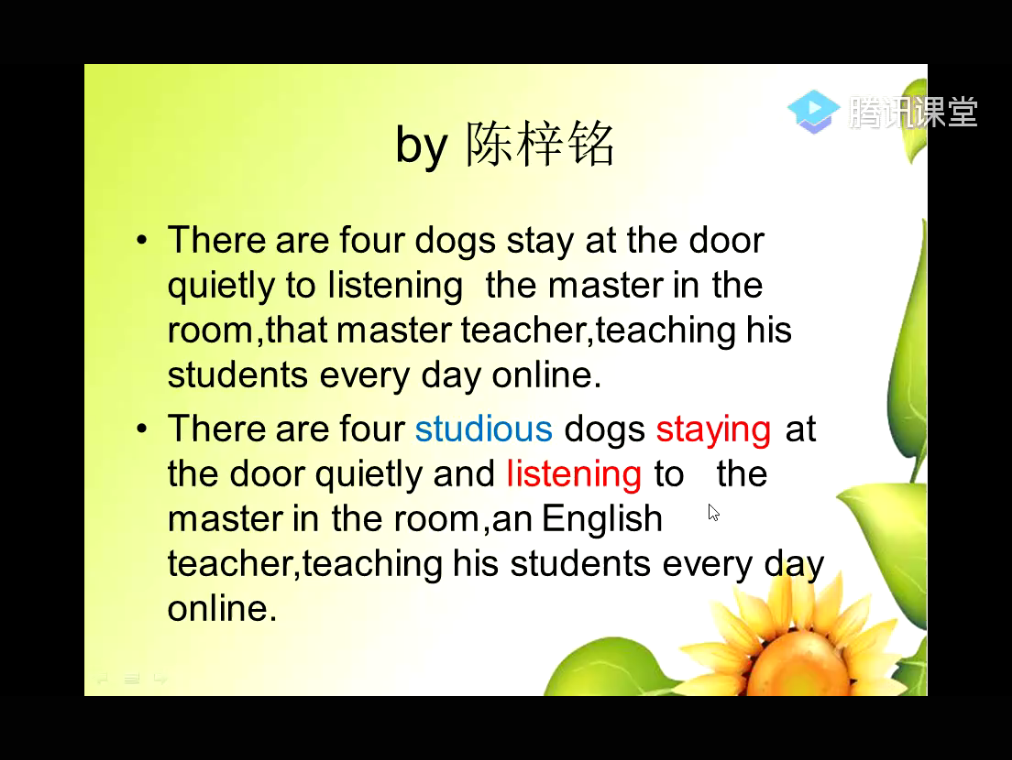 腾讯课堂
by 陈梓铭
• There are four dogs stay at the door
quietly to listening  the master in the
room,that master teacher,teaching his
students every day online.
• There are four studious dogs staying at
the door quietly and listening to   the
master in the room,an English
teacher,teaching his students every day
online.